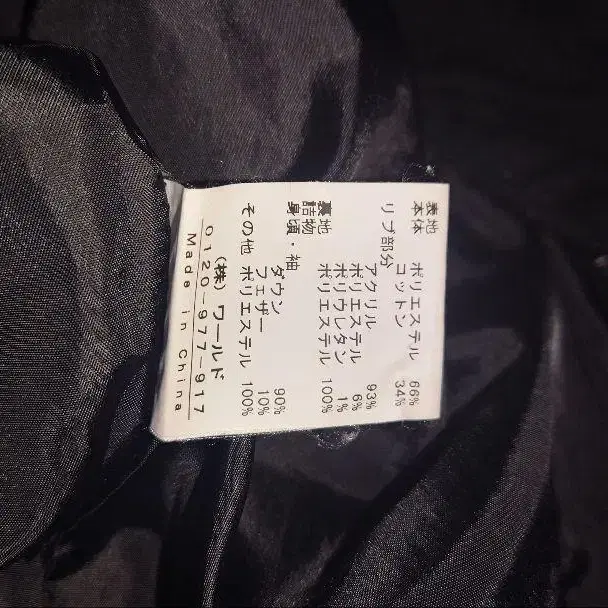 表地
本体
ポリエステル 66%
コットン 34%
リブ部分
アクリル 93%
ポリエステル 6%
ポリウレタン 1%
裏地 ポリエステル 100%
詰物
身頃・袖
ダウン 90%
フェザー 10%
その他 ポリエステル 100%
(株) ワールド
0120-977-917
Made in China